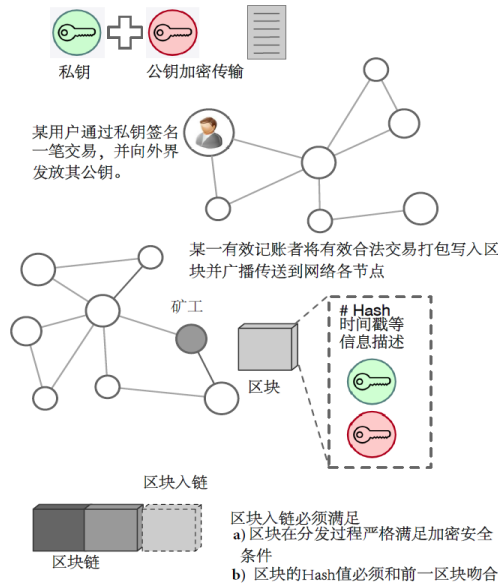 私钥
公钥加密传输
某用户通过私钥签名
一笔交易，并向外界
发放其公钥。
某一有效记账者将有效合法交易打包写入区
块并广播传送到网络各节点
矿工
# Hash
时间戳等
信息描述
区块
区块入链
区块链
区块入链必须满足
a) 区块在分发过程严格满足加密安全
条件
b) 区块的Hash值必须和前一区块吻合